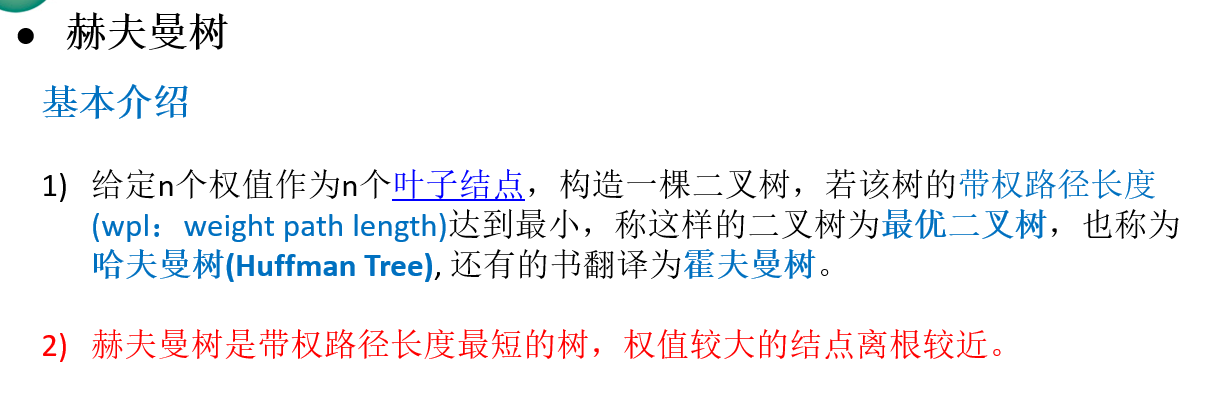 ● 赫夫曼树
基本介绍
1) 给定n个权值作为n个叶子结点，构造一棵二叉树，若该树的带权路径长度
(wpl：weight path length)达到最小，称这样的二叉树为最优二叉树，也称为
哈夫曼树(Huffman Tree), 还有的书翻译为霍夫曼树。
2) 赫夫曼树是带权路径长度最短的树，权值较大的结点离根较近。